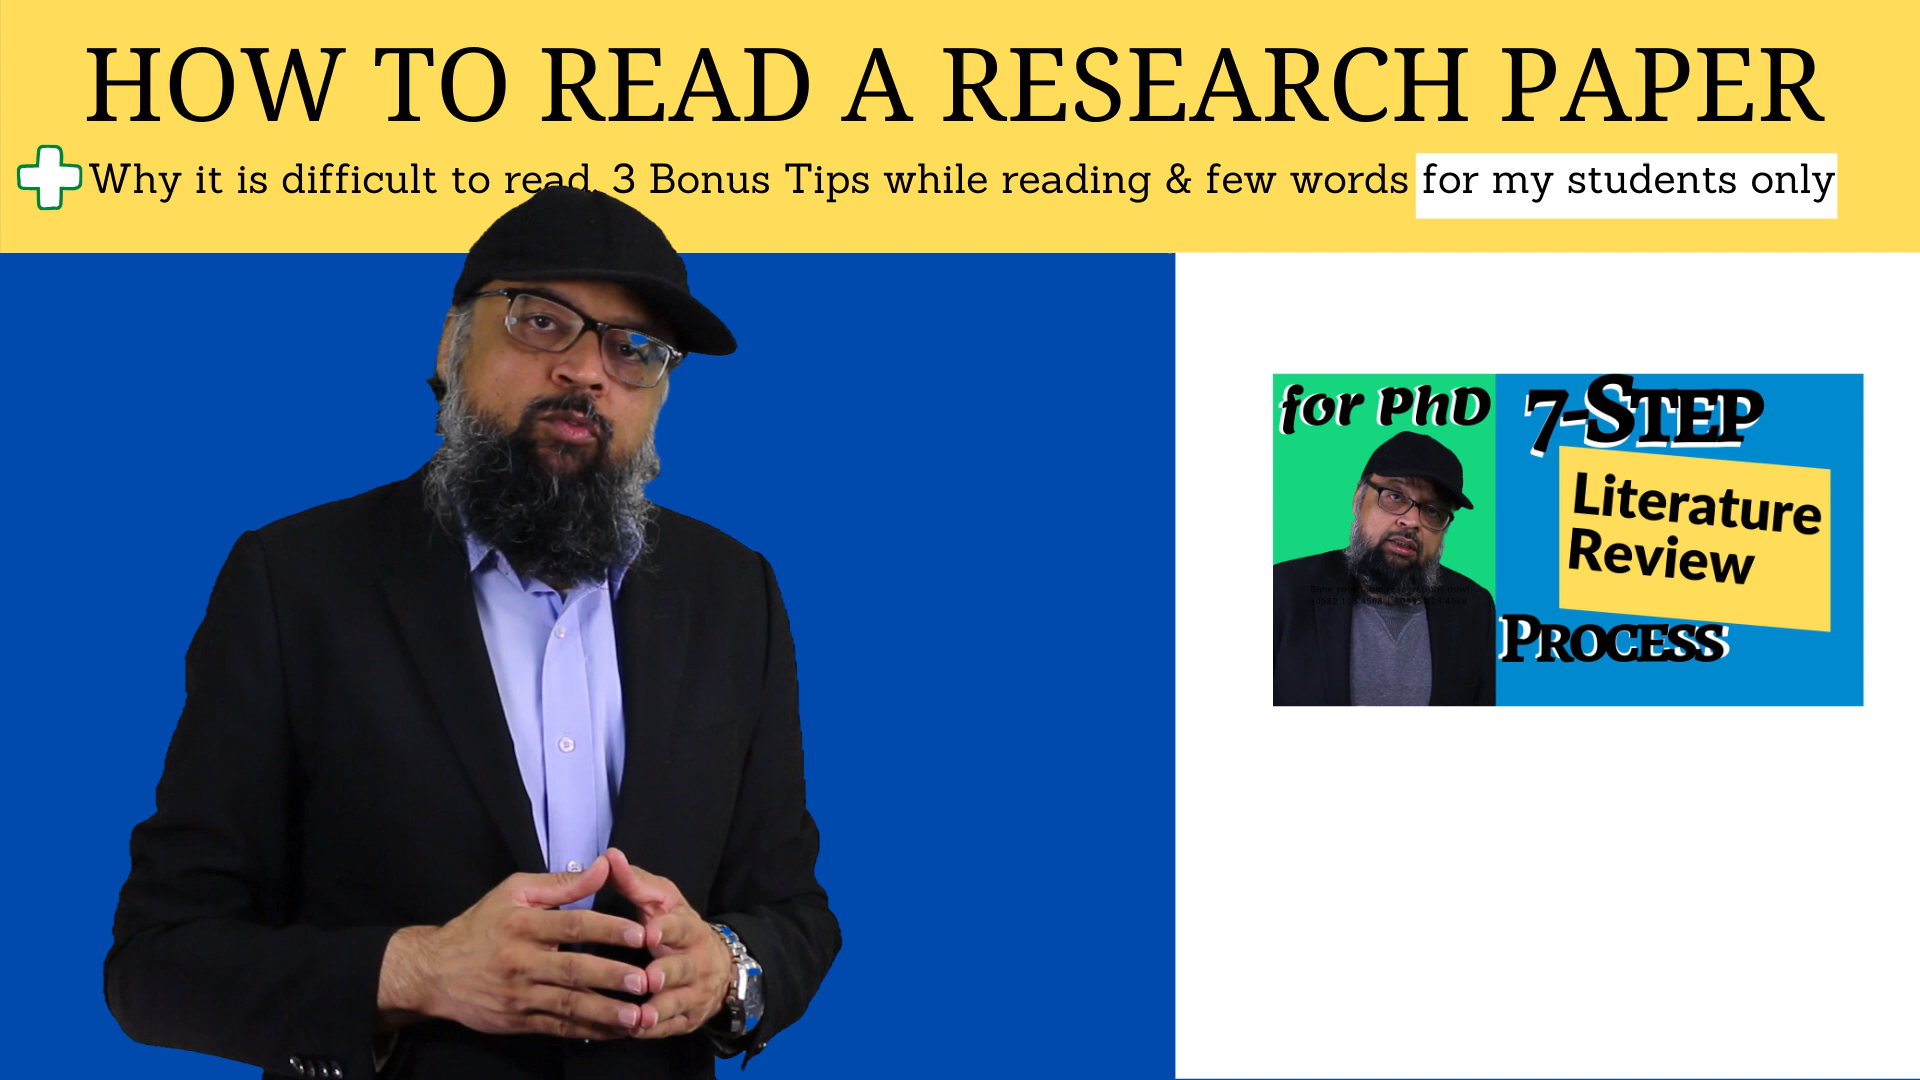 HOW TO READ A RESEARCH PAPER
Why it is difficult to read, 3 Bonus Tips while reading & few words for my students only
for PhD
7-STEP
Literature
Review
PROCESS